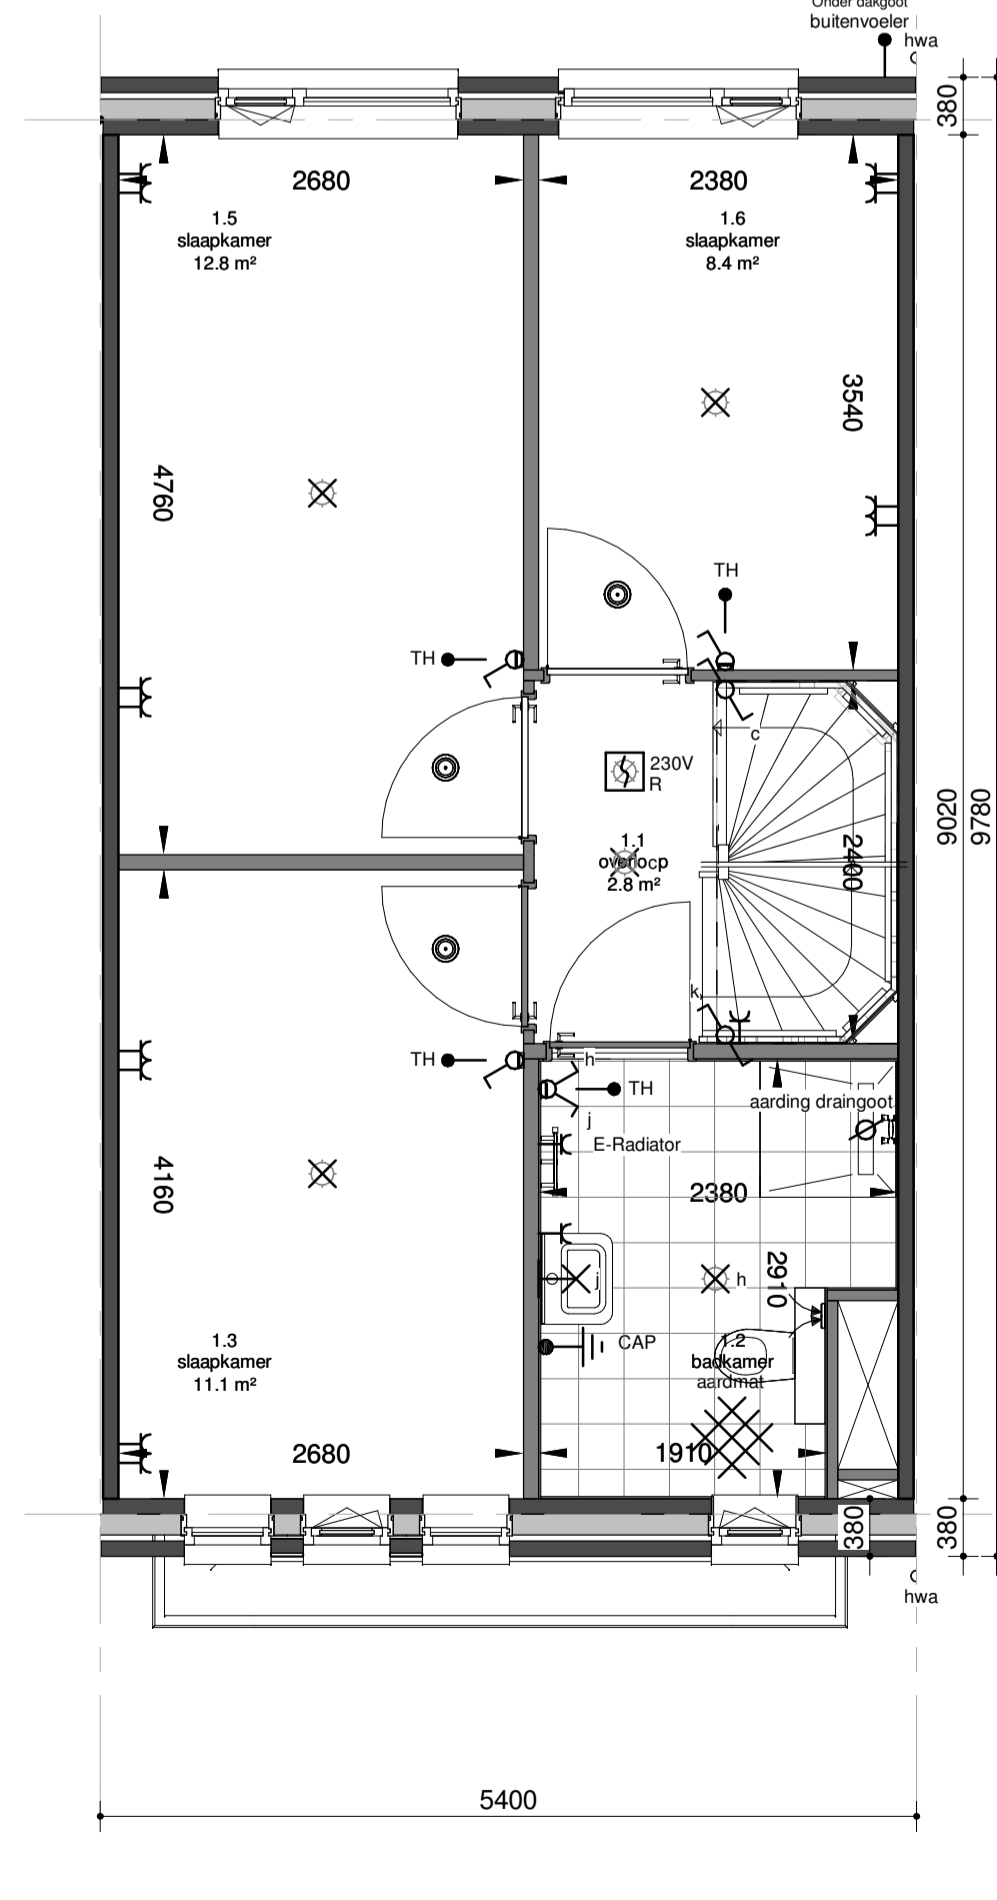 Onder dakgoot
buitenvoeler
hwa
380
2680
2380
1.5
slaapkamer
12.8 m²
1.6
slaapkamer
8.4 m²
3540
4760
TH
TH
c
230V
R
9020
9780
1.1
overloop
2.8 m²
2400
k
TH
h
TH
aarding draingoot
j
E-Radiator
4160
2380
j
h
2910
CAP
1.3
slaapkamer
11.1 m²
1.2
badkamer
aardmat
2680
1910
380
380
hwa
5400